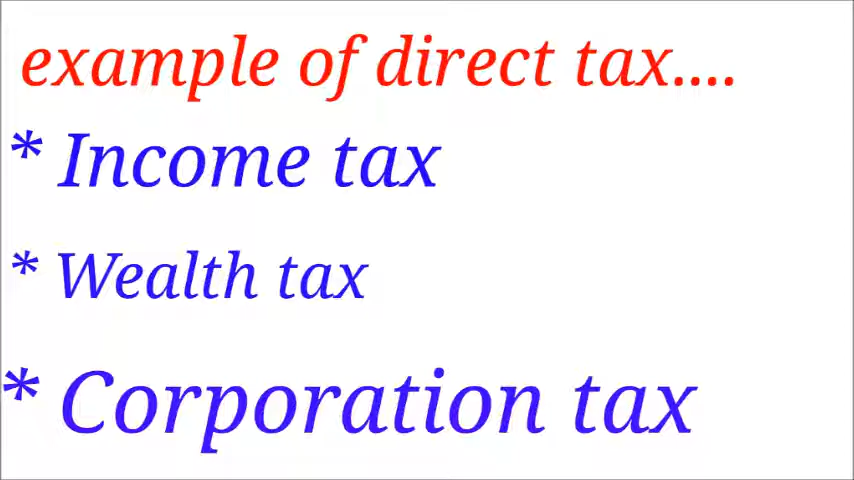 example of direct tax....
* Income tax
* Wealth tax
* Corporation tax